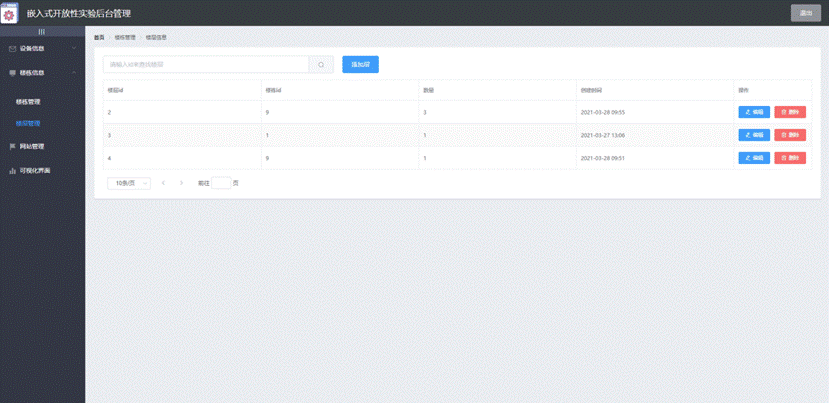 嵌入式开放性实验后台管理
退出
设备信息
楼栋信息
楼栋管理
楼层管理
网站管理
可视化界面
首页 > 楼栋管理 > 楼层信息
请输入id来查询楼层
添加层
楼层id 楼栋id 数量 创建时间 操作
2 9 3 2021-03-28 09:55 编辑 删除
3 1 1 2021-03-27 13:06 编辑 删除
4 9 1 2021-03-28 09:51 编辑 删除
10条/页 < > 前往 页